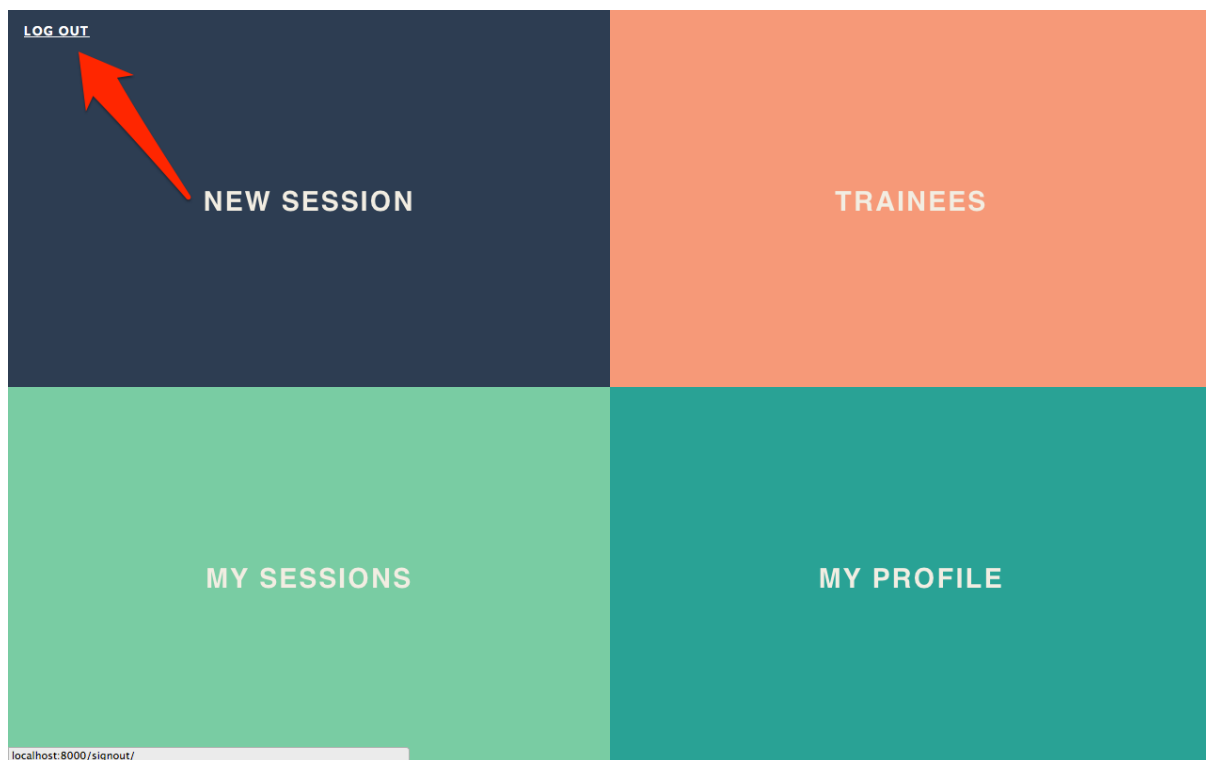 LOG OUT
NEW SESSION
TRAINEES
MY SESSIONS
MY PROFILE
localhost:8000/signout/